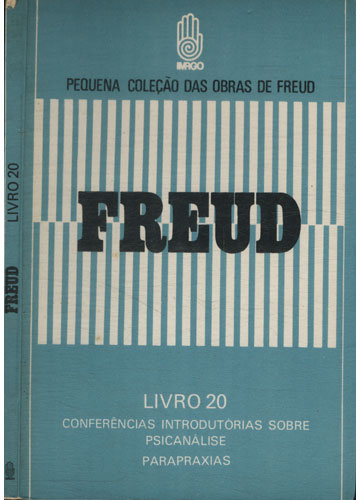 IMAGO
PEQUENA COLEÇÃO DAS OBRAS DE FREUD
FREUD
LIVRO 20
CONFERÊNCIAS INTRODUTÓRIAS SOBRE
PSICANÁLISE
PARAPRAXIAS
FREUD LIVRO 20